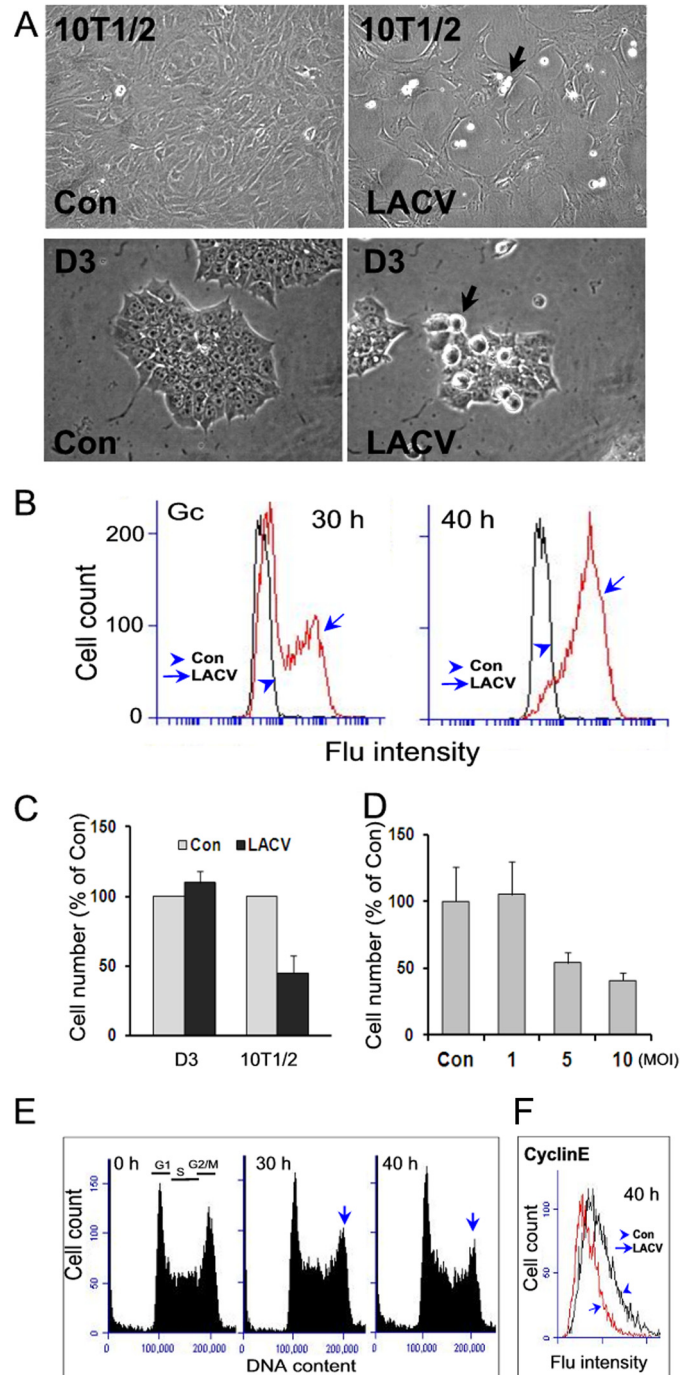 A
10T1/2
10T1/2
Con
LACV
D3
D3
Con
LACV
B
Gc
30 h
40 h
200
100
0
Cell count
Con
LACV
Con
LACV
Flu intensity
C
D
150
100
50
0
Cell number (% of Con)
Con LACV
D3 10T1/2
150
100
50
0
Cell number (% of Con)
Con 1 5 10 (MOI)
E
F
0 h
G1
S
G2/M
30 h
40 h
150
100
50
0
Cell count
0 100,000 200,000
0 100,000 200,000
0 100,000 200,000
DNA content
CyclinE
40 h
Con
LACV
100
50
0
Cell count
Flu intensity